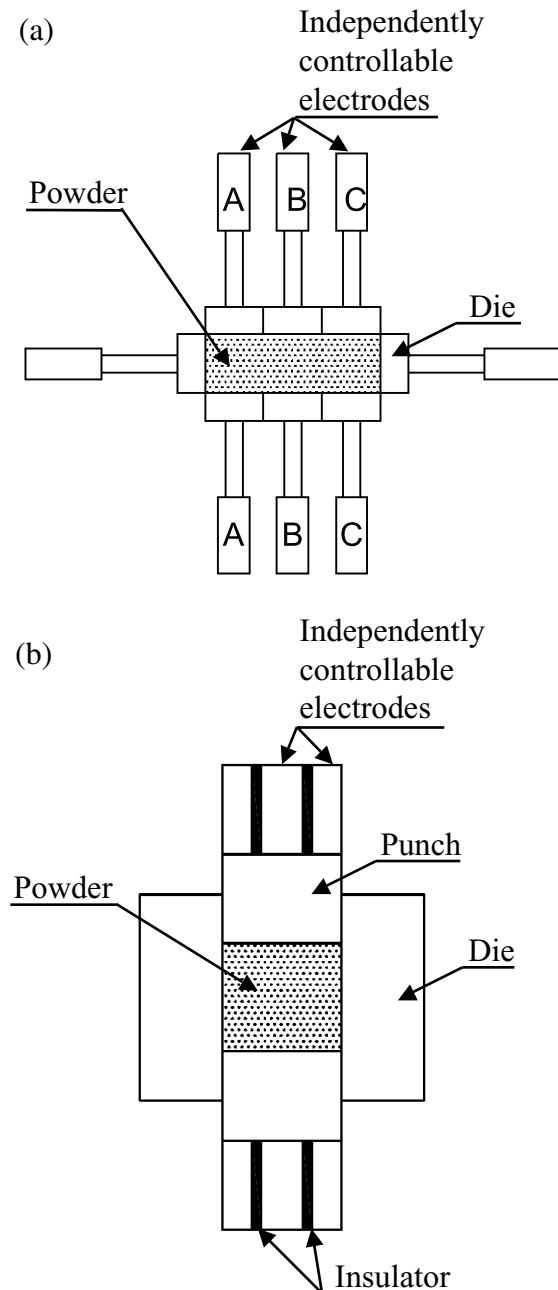 (a)
Independently
controllable
electrodes
Powder
A B C
Die
A B C
(b)
Independently
controllable
electrodes
Punch
Powder
Die
Insulator